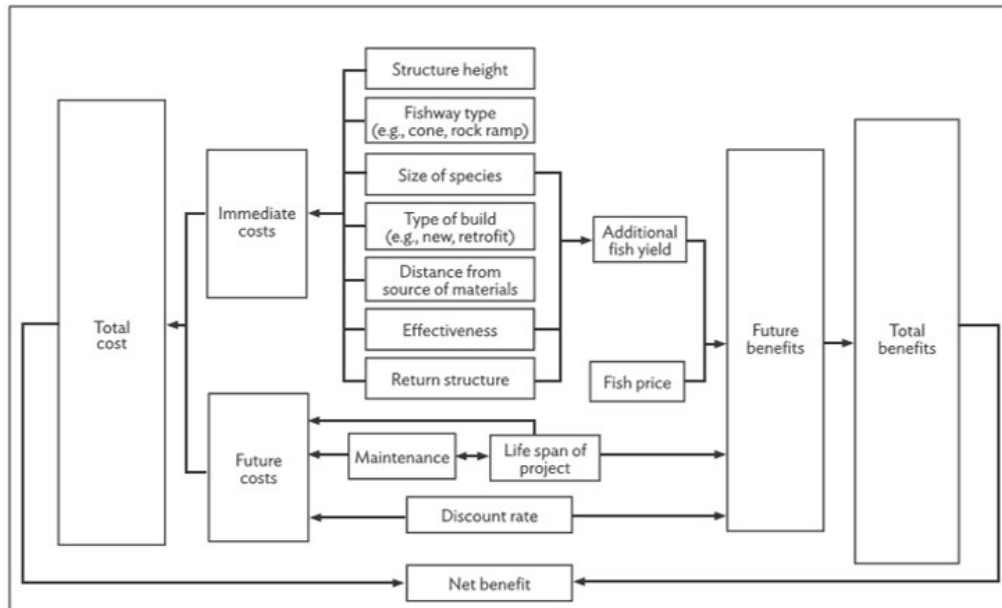 Structure height
Fishway type
(e.g., cone, rock ramp)
Size of species
Immediate
costs
Type of build
(e.g., new, retrofit)
Additional
fish yield
Distance from
source of materials
Total
cost
Effectiveness
Future
benefits
Total
benefits
Return structure
Fish price
Future
costs
Maintenance
Life span of
project
Discount rate
Net benefit